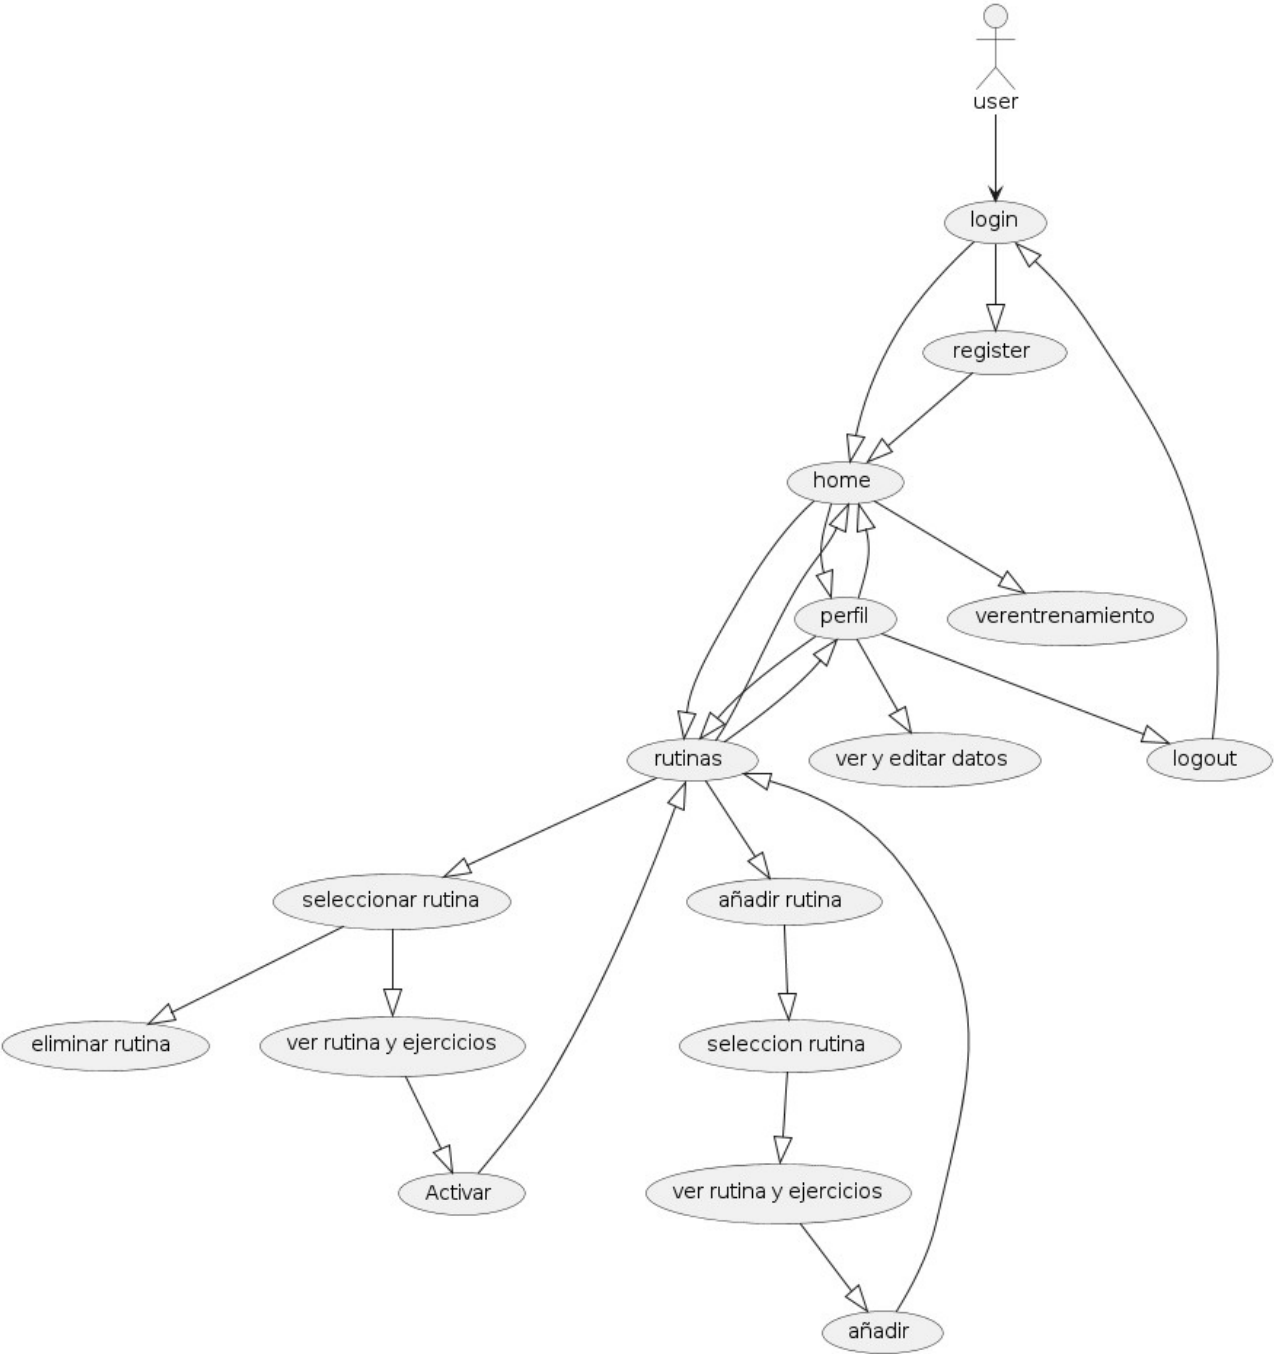 user
login
register
home
perfil
verentrenamiento
rutinas
ver y editar datos
logout
seleccionar rutina
añadir rutina
eliminar rutina
ver rutina y ejercicios
seleccion rutina
Activar
ver rutina y ejercicios
añadir